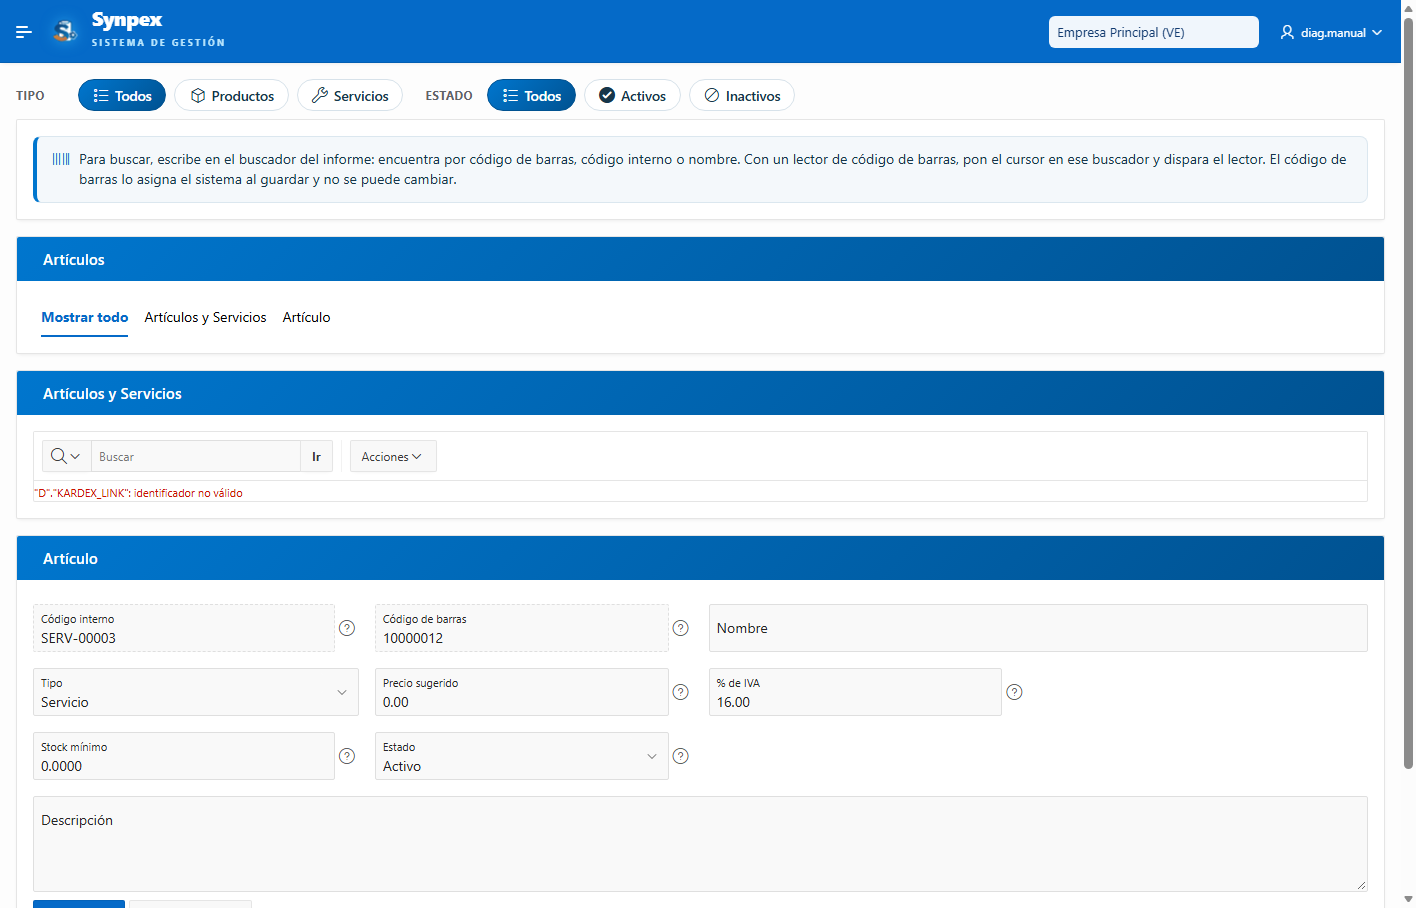 Synpex
SISTEMA DE GESTIÓN
Empresa Principal (VE)
diag.manual
TIPO
Todos
Productos
Servicios
ESTADO
Todos
Activos
Inactivos
Para buscar, escribe en el buscador del informe: encuentra por código de barras, código interno o nombre. Con un lector de código de barras, pon el cursor en ese buscador y dispara el lector. El código de
barras lo asigna el sistema al guardar y no se puede cambiar.
Artículos
Mostrar todo
Artículos y Servicios
Artículo
Artículos y Servicios
Buscar
Ir
Acciones
"D"."KARDEX_LINK": identificador no válido
Artículo
Código interno
SERV-00003
Código de barras
10000012
Nombre
Tipo
Servicio
Precio sugerido
0.00
% de IVA
16.00
Stock mínimo
0.0000
Estado
Activo
Descripción